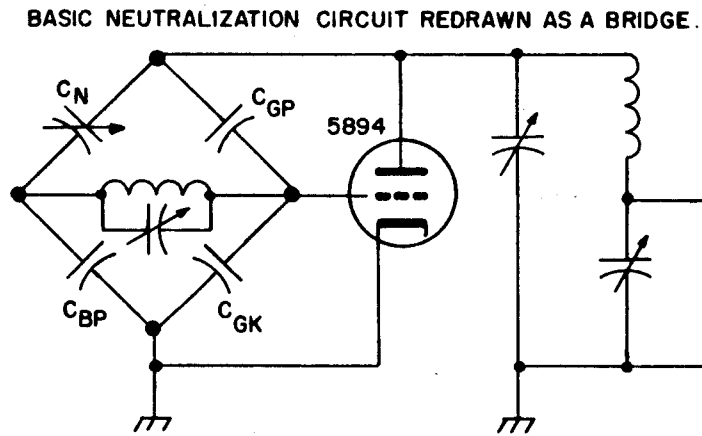 BASIC NEUTRALIZATION CIRCUIT REDRAWN AS A BRIDGE.
CN
CGP
5894
CBP
CGK